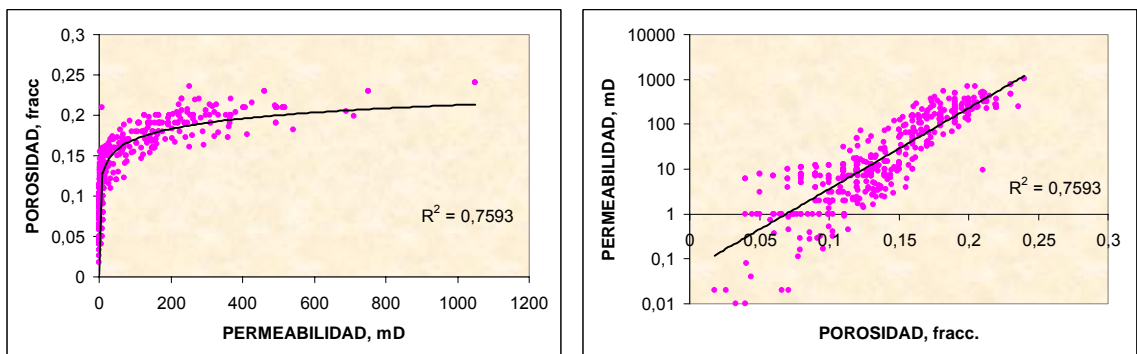 0,3
0,25
0,2
0,15
0,1
0,05
0
POROSIDAD, fracc
R² = 0,7593
0 200 400 600 800 1000 1200
PERMEABILIDAD, mD
10000
1000
100
10
1
0,1
0,01
PERMEABILIDAD, mD
R² = 0,7593
0 0,05 0,1 0,15 0,2 0,25 0,3
POROSIDAD, fracc.